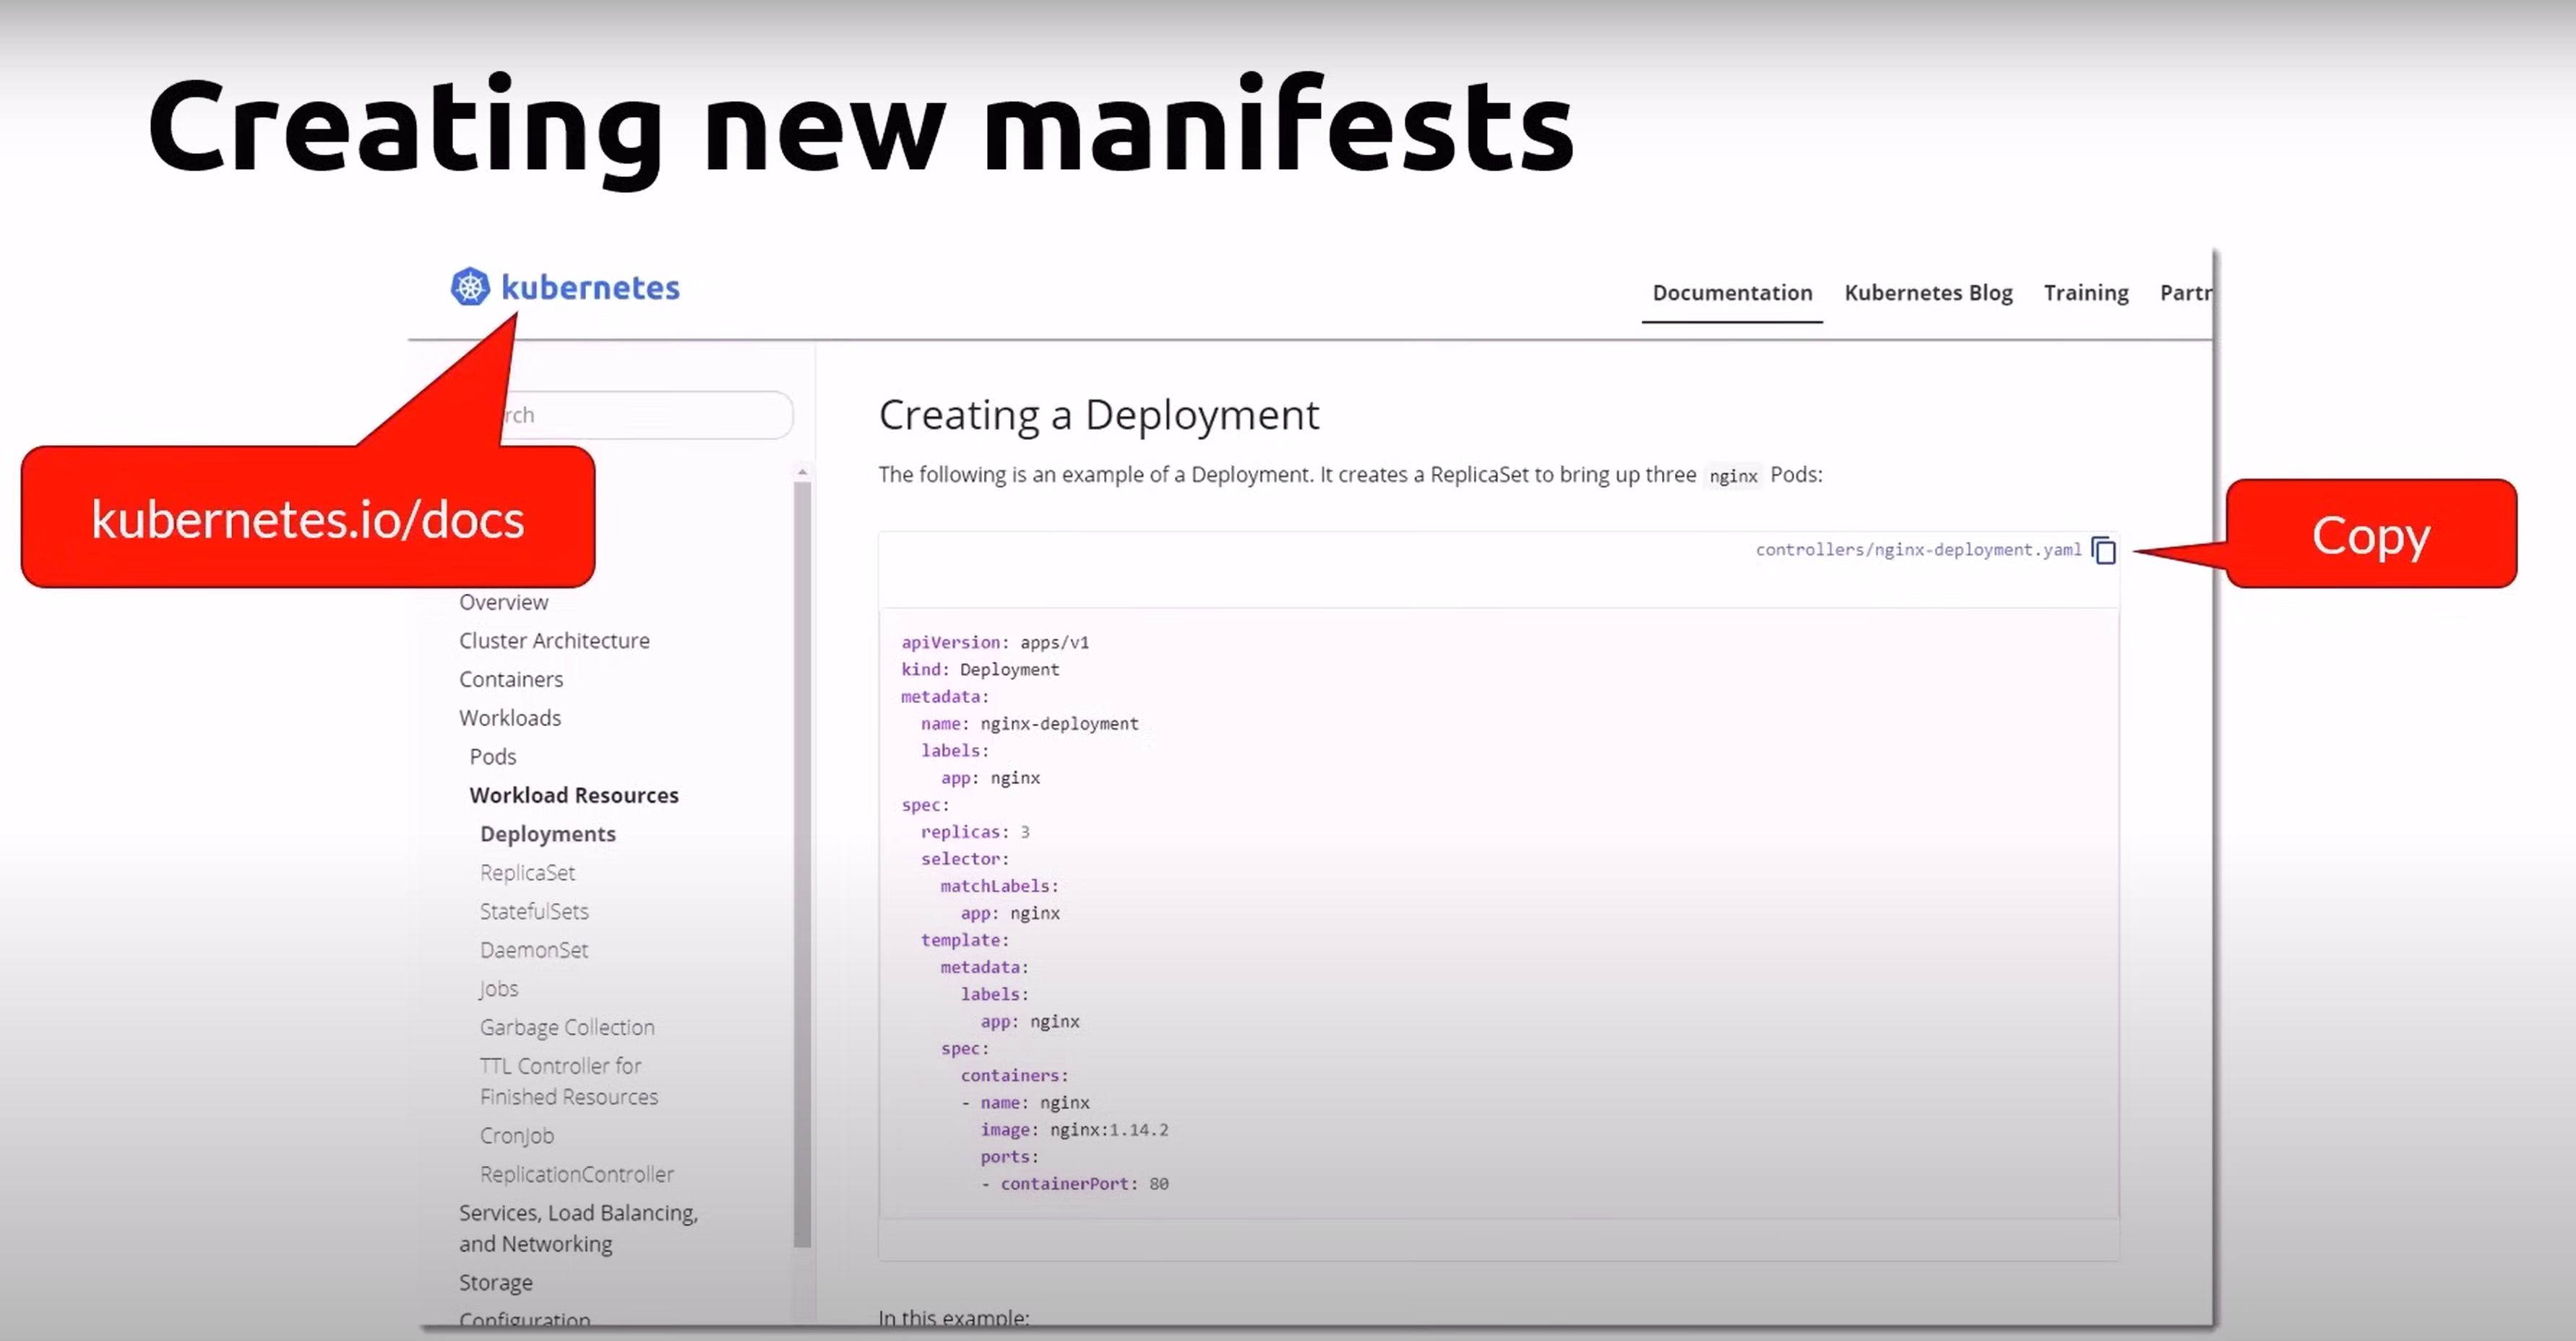 Creating new manifests
kubernetes
Documentation Kubernetes Blog Training Partr
rch
kubernetes.io/docs
Overview
Cluster Architecture
Containers
Workloads
Pods
Workload Resources
Deployments
ReplicaSet
StatefulSets
DaemonSet
Jobs
Garbage Collection
TTL Controller for
Finished Resources
CronJob
ReplicationController
Services, Load Balancing,
and Networking
Storage
Configuration
Creating a Deployment
The following is an example of a Deployment. It creates a ReplicaSet to bring up three nginx Pods:
controllers/nginx-deployment.yaml
Copy
apiVersion: apps/v1
kind: Deployment
metadata:
  name: nginx-deployment
  labels:
    app: nginx
spec:
  replicas: 3
  selector:
    matchLabels:
      app: nginx
  template:
    metadata:
      labels:
        app: nginx
    spec:
      containers:
      - name: nginx
        image: nginx:1.14.2
        ports:
        - containerPort: 80
In this example: